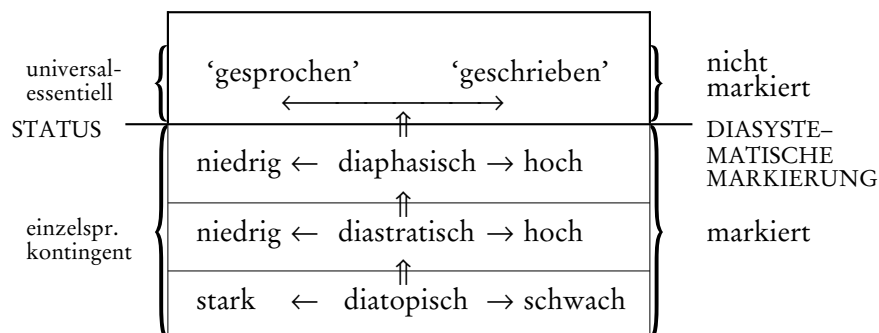 universal-
essentiell
‘gesprochen’ ‘geschrieben’
nicht
markiert
STATUS
DIASYSTE–
MATISCHE
MARKIERUNG
niedrig ← diaphasisch → hoch
einzelspr.
kontingent
niedrig ← diastratisch → hoch
markiert
stark ← diatopisch → schwach